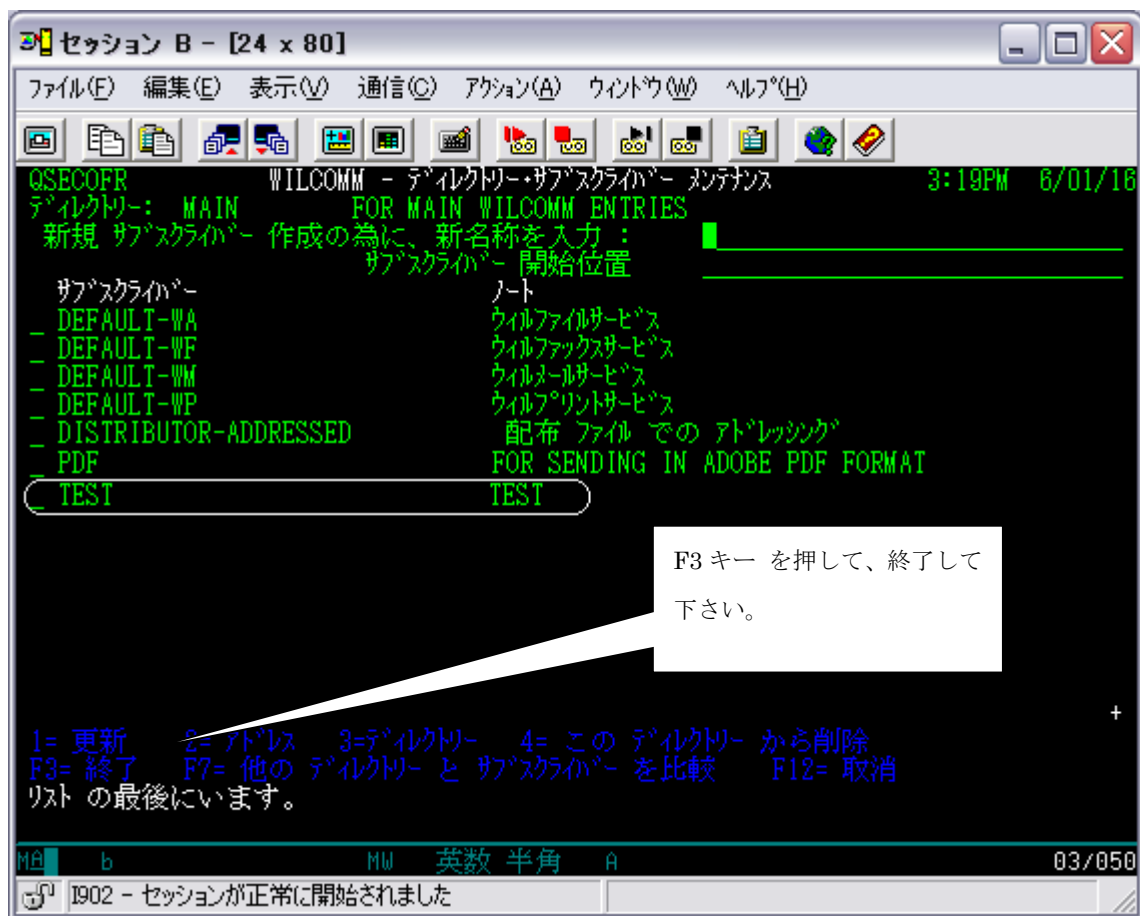 セッション B - [24 x 80]
ファイル(F) 編集(E) 表示(V) 通信(C) アクション(A) ウィンドウ(W) ヘルプ(H)
QSECOFR WILCOMM - ディレクトリー・サブスクライバー メンテナンス 3:19PM 6/01/16
ディレクトリー: MAIN FOR MAIN WILCOMM ENTRIES
新規 サブスクライバー 作成の為に、新名称を入力 :
サブスクライバー 開始位置
サブスクライバー ノート
_ DEFAULT-WA ウィルファイルサービス
_ DEFAULT-WF ウィルファックスサービス
_ DEFAULT-WM ウィルメールサービス
_ DEFAULT-WP ウィルプリントサービス
_ DISTRIBUTOR-ADDRESSED 配布 ファイル での アドレッシング
_ PDF FOR SENDING IN ADOBE PDF FORMAT
_ TEST TEST
F3 キー を押して、終了して
下さい。
+
1= 更新 2= アドレス 3=ディレクトリー 4= この ディレクトリー から削除
F3= 終了 F7= 他の ディレクトリー と サブスクライバー を比較 F12= 取消
リスト の最後にいます。
MA b MW 英数 半角 A 03/050
I902 - セッションが正常に開始されました